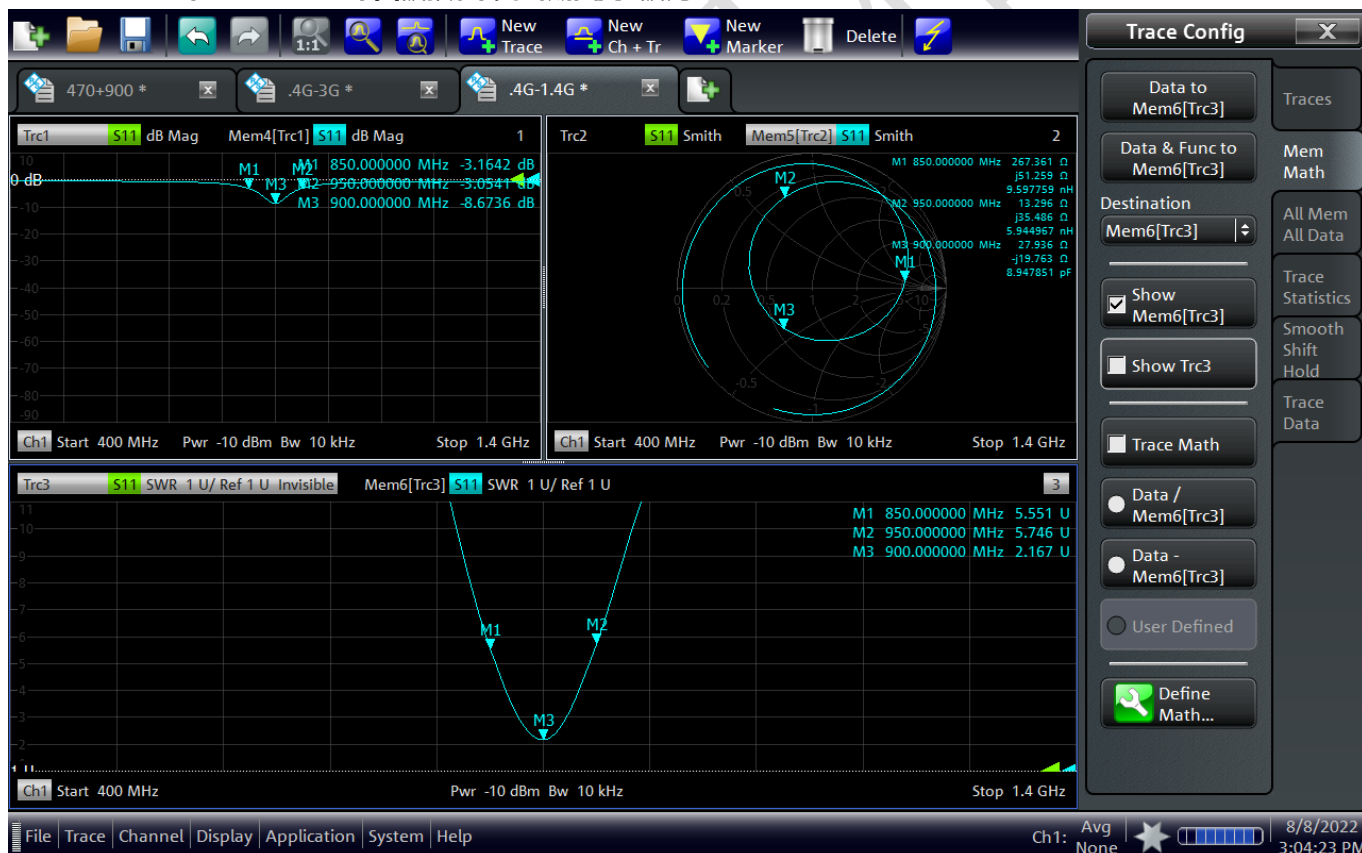 New
Trace
New
Ch + Tr
New
Marker
Delete
1:1
Trace Config
X
470+900 *
.4G-3G *
.4G-1.4G *
Trc1 S11 dB Mag Mem4[Trc1] S11 dB Mag 1
10
0 dB
-10
-20
-30
-40
-50
-60
-70
-80
-90
M1
M2
M3
M1 850.000000 MHz -3.1642 dB
M2 950.000000 MHz -3.0541 dB
M3 900.000000 MHz -8.6736 dB
Ch1 Start 400 MHz Pwr -10 dBm Bw 10 kHz Stop 1.4 GHz
Trc2 S11 Smith Mem5[Trc2] S11 Smith 2
M1 850.000000 MHz 267.361 Ω
j51.259 Ω
9.597759 nH
M2 950.000000 MHz 13.296 Ω
j35.486 Ω
5.944967 nH
M3 900.000000 MHz 27.936 Ω
-j19.763 Ω
8.947851 pF
M2
M1
M3
0.5
0
0.2
0.5
1
2
5
10
-5
-0.5
-2
-1
Ch1 Start 400 MHz Pwr -10 dBm Bw 10 kHz Stop 1.4 GHz
Trc3 S11 SWR 1 U/ Ref 1 U Invisible Mem6[Trc3] S11 SWR 1 U/ Ref 1 U 3
11
10
9
8
7
6
5
4
3
2
1 U
M1 850.000000 MHz 5.551 U
M2 950.000000 MHz 5.746 U
M3 900.000000 MHz 2.167 U
M1
M2
M3
Ch1 Start 400 MHz Pwr -10 dBm Bw 10 kHz Stop 1.4 GHz
Data to
Mem6[Trc3]
Data & Func to
Mem6[Trc3]
Destination
Mem6[Trc3]
Show
Mem6[Trc3]
Show Trc3
Trace Math
Data /
Mem6[Trc3]
Data -
Mem6[Trc3]
User Defined
Define
Math...
Traces
Mem
Math
All Mem
All Data
Trace
Statistics
Smooth
Shift
Hold
Trace
Data
File Trace Channel Display Application System Help
Ch1: Avg
None
8/8/2022
3:04:23 PM